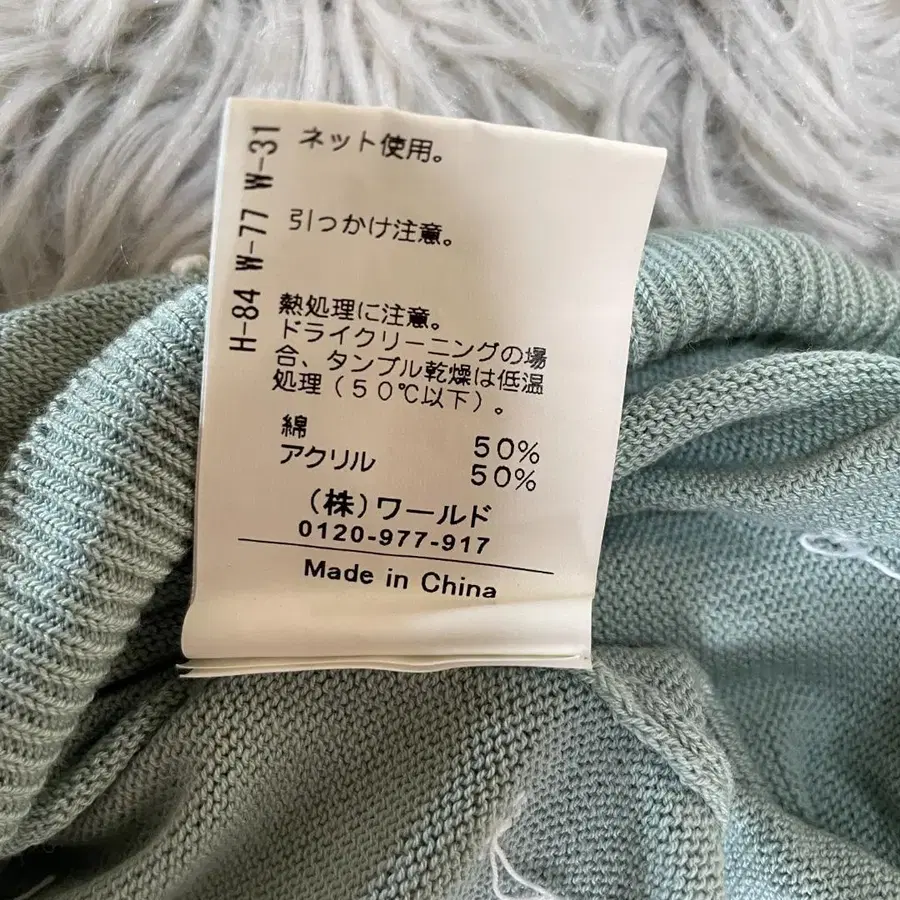 H-84 W-77 W-31
ネット使用。
引っかけ注意。
熱処理に注意。
ドライクリーニングの場
合、タンブル乾燥は低温
処理(50℃以下)。
綿 50%
アクリル 50%
(株)ワールド
0120-977-917
Made in China